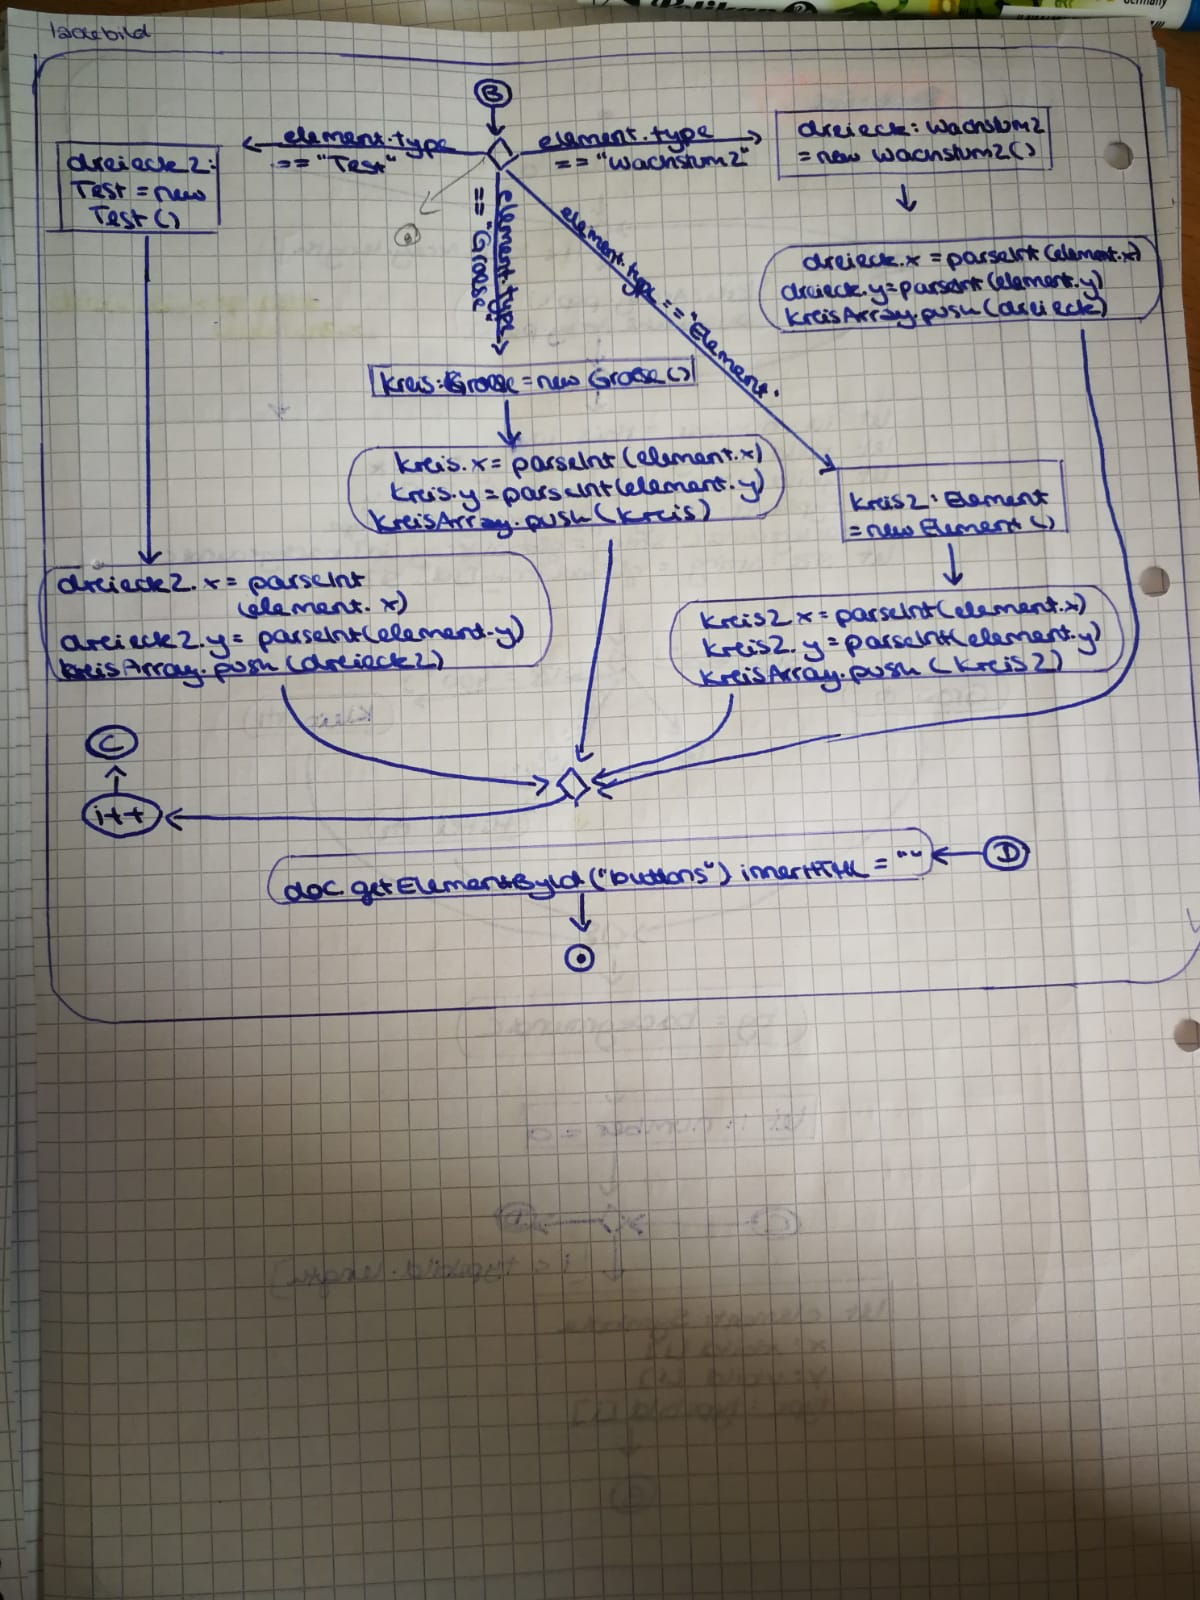 ladebild
B
element.type
== "Test"
element.type
== "Wachstum2"
dreieck: Wachstum2
= new Wachstum2()
dreieck2:
Test = new
Test()
a
element.type
== "Groese"
element.type == "Element.
dreieck.x = parseInt(element.x)
dreieck.y=parseInt(element.y)
kreisArray.push(dreieck)
kreis: Groese = new Groese()
kreis.x = parseInt(element.x)
kreis.y = parseInt(element.y)
kreisArray.push(kreis)
kreis2: Element
= new Element()
dreieck2.x = parseInt
(element.x)
dreieck2.y = parseInt(element.y)
kreisArray.push(dreieck2)
kreis2.x = parseInt(element.x)
kreis2.y = parseInt(element.y)
kreisArray.push(kreis2)
C
i++
D
doc getElementById("buttons") innerHTML = ""